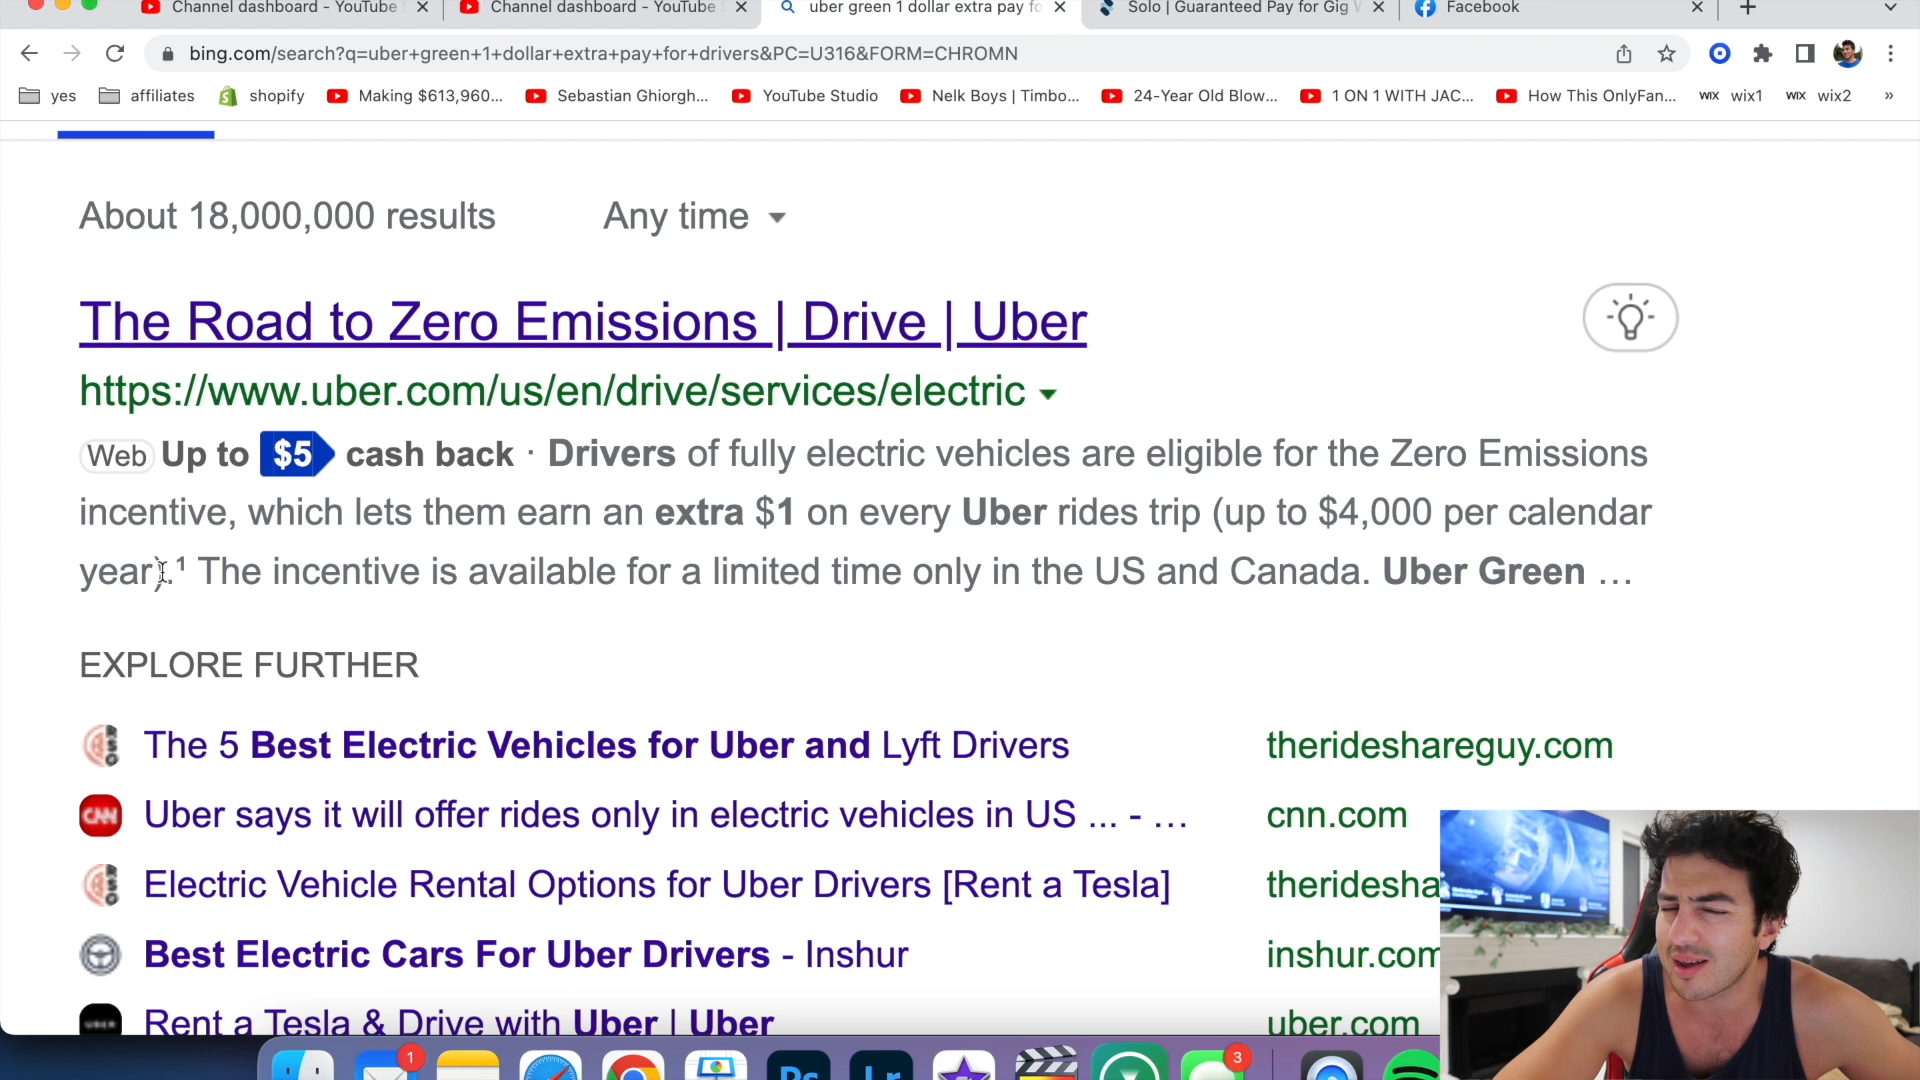 Channel dashboard - YouTube
Channel dashboard - YouTube
uber green 1 dollar extra pay fo
Solo | Guaranteed Pay for Gig W
Facebook
bing.com/search?q=uber+green+1+dollar+extra+pay+for+drivers&PC=U316&FORM=CHROMN
yes
affiliates
shopify
Making $613,960...
Sebastian Ghiorgh...
YouTube Studio
Nelk Boys | Timbo...
24-Year Old Blow...
1 ON 1 WITH JAC...
How This OnlyFan...
WIX wix1
WIX wix2
»
About 18,000,000 results
Any time
The Road to Zero Emissions | Drive | Uber
https://www.uber.com/us/en/drive/services/electric
Web Up to $5 cash back · Drivers of fully electric vehicles are eligible for the Zero Emissions
incentive, which lets them earn an extra $1 on every Uber rides trip (up to $4,000 per calendar
year).¹ The incentive is available for a limited time only in the US and Canada. Uber Green ...
EXPLORE FURTHER
The 5 Best Electric Vehicles for Uber and Lyft Drivers
therideshareguy.com
CNN
Uber says it will offer rides only in electric vehicles in US ... - ...
cnn.com
Electric Vehicle Rental Options for Uber Drivers [Rent a Tesla]
theridesha
Best Electric Cars For Uber Drivers - Inshur
inshur.com
Rent a Tesla & Drive with Uber | Uber
uber.com
1
Ps
Lr
3